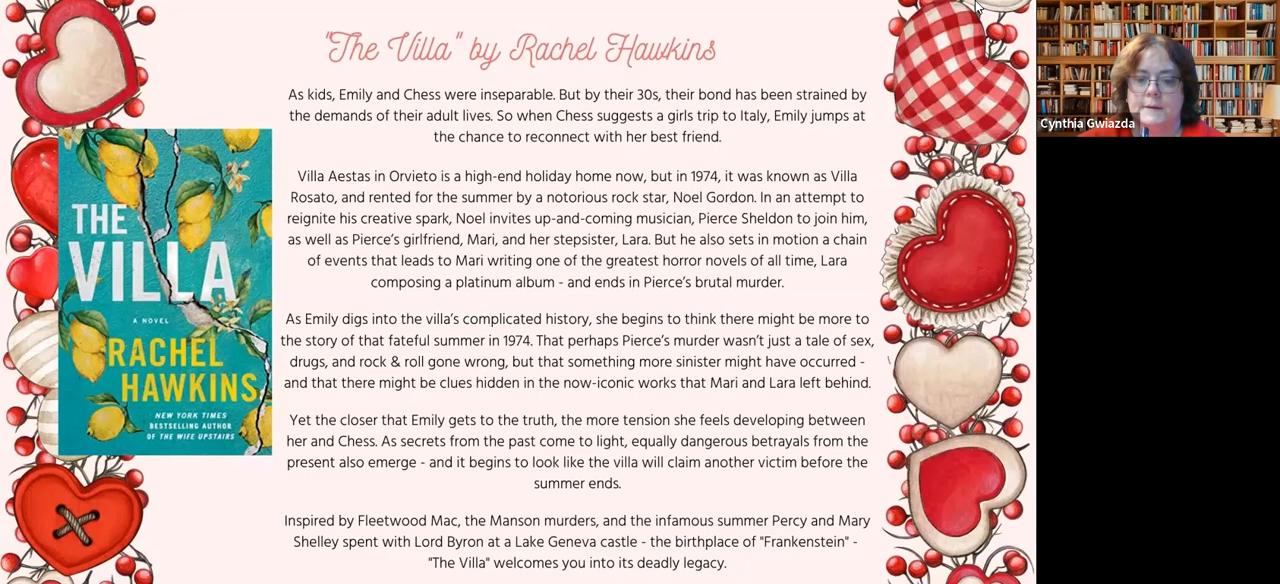 "The Villa" by Rachel Hawkins
As kids, Emily and Chess were inseparable. But by their 30s, their bond has been strained by
the demands of their adult lives. So when Chess suggests a girls trip to Italy, Emily jumps at
the chance to reconnect with her best friend.
Villa Aestas in Orvieto is a high-end holiday home now, but in 1974, it was known as Villa
Rosato, and rented for the summer by a notorious rock star, Noel Gordon. In an attempt to
reignite his creative spark, Noel invites up-and-coming musician, Pierce Sheldon to join him,
as well as Pierce’s girlfriend, Mari, and her stepsister, Lara. But he also sets in motion a chain
of events that leads to Mari writing one of the greatest horror novels of all time, Lara
composing a platinum album - and ends in Pierce’s brutal murder.
As Emily digs into the villa’s complicated history, she begins to think there might be more to
the story of that fateful summer in 1974. That perhaps Pierce’s murder wasn’t just a tale of sex,
drugs, and rock & roll gone wrong, but that something more sinister might have occurred -
and that there might be clues hidden in the now-iconic works that Mari and Lara left behind.
Yet the closer that Emily gets to the truth, the more tension she feels developing between
her and Chess. As secrets from the past come to light, equally dangerous betrayals from the
present also emerge - and it begins to look like the villa will claim another victim before the
summer ends.
Inspired by Fleetwood Mac, the Manson murders, and the infamous summer Percy and Mary
Shelley spent with Lord Byron at a Lake Geneva castle - the birthplace of "Frankenstein" -
"The Villa" welcomes you into its deadly legacy.
THE
VILLA
A NOVEL
RACHEL
HAWKINS
NEW YORK TIMES
BESTSELLING AUTHOR
OF THE WIFE UPSTAIRS
Cynthia Gwiazda